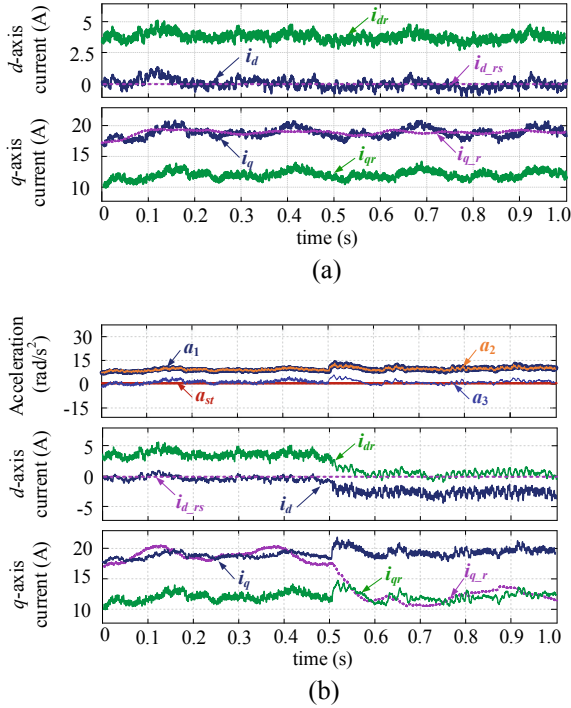 d-axis
current (A)
5
0
i_dr
i_d
i_d_rs
q-axis
current (A)
20
15
10
i_q
i_qr
i_q_r
0 0.1 0.2 0.3 0.4 0.5 0.6 0.7 0.8 0.9 1.0
time (s)
(a)
Acceleration
(rad/s²)
30
15
0
-15
a_1
a_2
a_st
a_3
d-axis
current (A)
5
0
-5
i_dr
i_d_rs
i_d
q-axis
current (A)
20
15
10
i_q
i_qr
i_q_r
0 0.1 0.2 0.3 0.4 0.5 0.6 0.7 0.8 0.9 1.0
time (s)
(b)